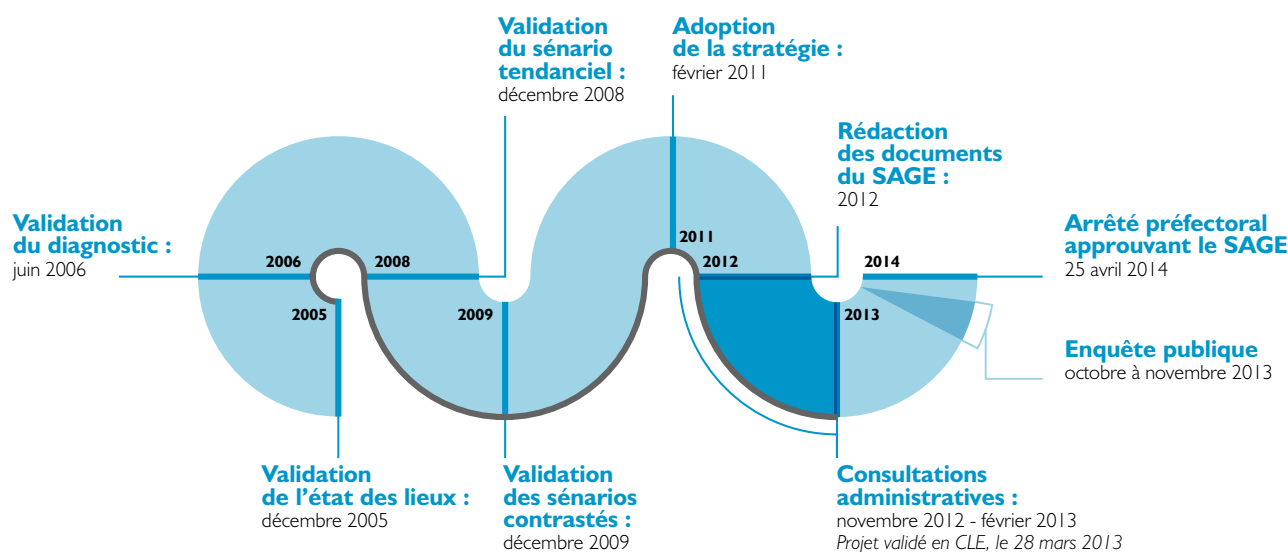 Validation
du sénario
tendanciel :
décembre 2008
Adoption
de la stratégie :
février 2011
Rédaction
des documents
du SAGE :
2012
Validation
du diagnostic :
juin 2006
Arrêté préfectoral
approuvant le SAGE
25 avril 2014
2011
2006
2008
2012
2014
2005
2009
2013
Enquête publique
octobre à novembre 2013
Validation
de l’état des lieux :
décembre 2005
Validation
des sénarios
contrastés :
décembre 2009
Consultations
administratives :
novembre 2012 - février 2013
Projet validé en CLE, le 28 mars 2013